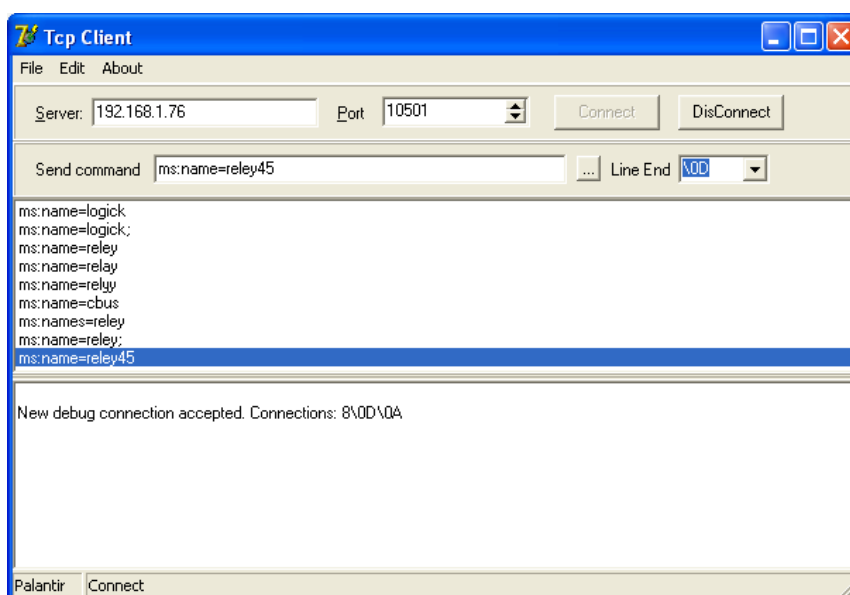 Tcp Client
File Edit About
Server: 192.168.1.76 Port 10501 Connect DisConnect
Send command ms:name=reley45 ... Line End \0D
ms:name=logick
ms:name=logick;
ms:name=reley
ms:name=relay
ms:name=relyy
ms:name=cbus
ms:names=reley
ms:name=reley;
ms:name=reley45
New debug connection accepted. Connections: 8\0D\0A
Palantir Connect